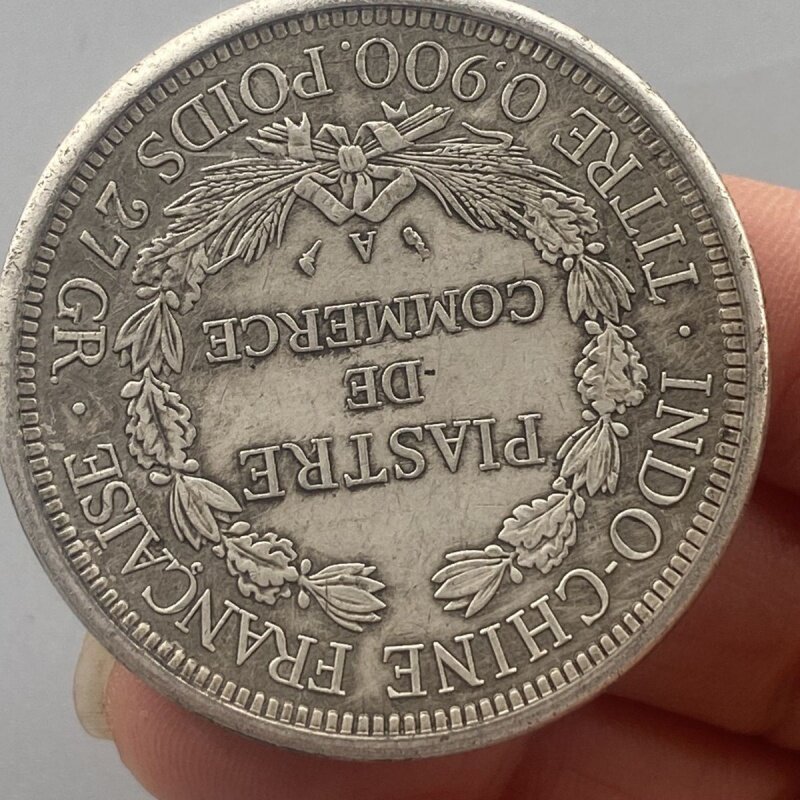 INDO-CHINE FRANÇAISE
PIASTRE
DE
COMMERCE
A
TITRE 0,900. POIDS 27 GR.